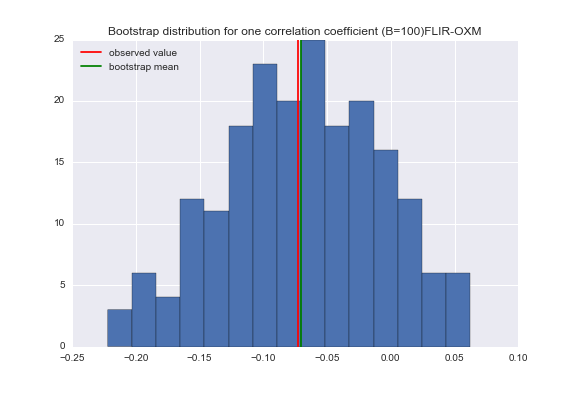 Bootstrap distribution for one correlation coefficient (B=100)FLIR-OXM
observed value
bootstrap mean
25
20
15
10
5
0
−0.25 −0.20 −0.15 −0.10 −0.05 0.00 0.05 0.10